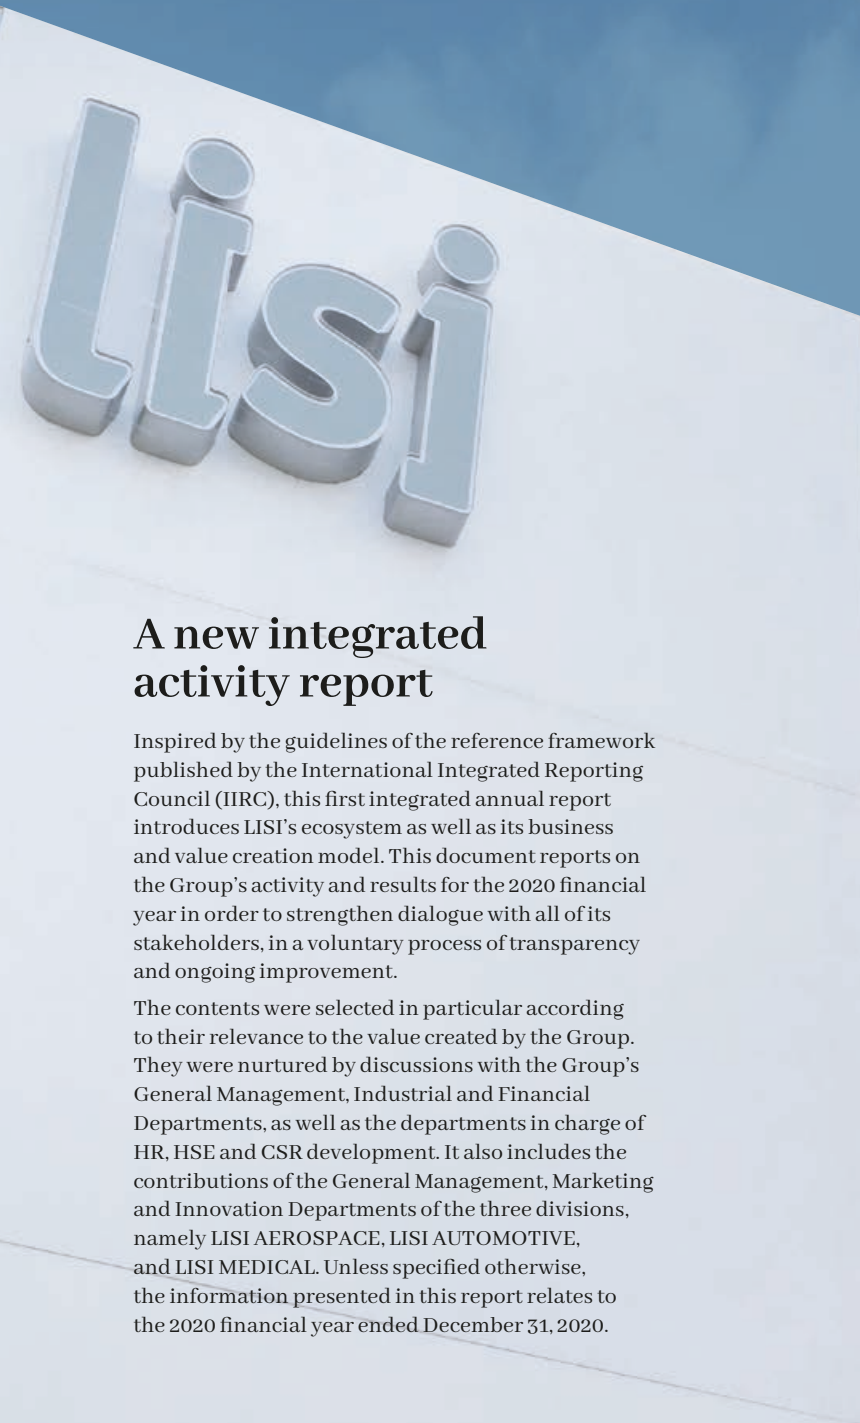 lisi
A new integrated
activity report
Inspired by the guidelines of the reference framework
published by the International Integrated Reporting
Council (IIRC), this first integrated annual report
introduces LISI’s ecosystem as well as its business
and value creation model. This document reports on
the Group’s activity and results for the 2020 financial
year in order to strengthen dialogue with all of its
stakeholders, in a voluntary process of transparency
and ongoing improvement.
The contents were selected in particular according
to their relevance to the value created by the Group.
They were nurtured by discussions with the Group’s
General Management, Industrial and Financial
Departments, as well as the departments in charge of
HR, HSE and CSR development. It also includes the
contributions of the General Management, Marketing
and Innovation Departments of the three divisions,
namely LISI AEROSPACE, LISI AUTOMOTIVE,
and LISI MEDICAL. Unless specified otherwise,
the information presented in this report relates to
the 2020 financial year ended December 31, 2020.